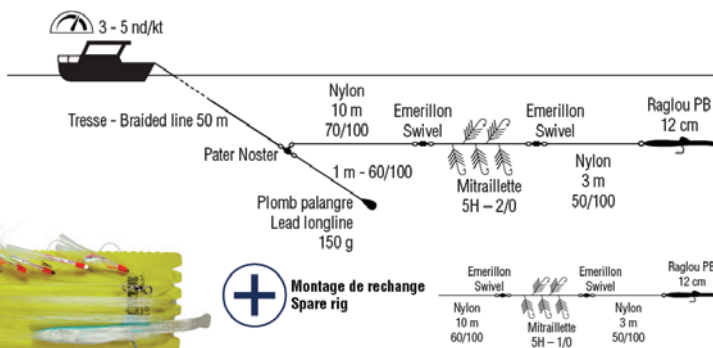 3 - 5 nd/kt
Tresse - Braided line 50 m
Pater Noster
Nylon
10 m
70/100
Emerillon
Swivel
Emerillon
Swivel
Raglou PB
12 cm
1 m - 60/100
Mitraillette
5H – 2/0
Nylon
3 m
50/100
Plomb palangre
Lead longline
150 g
Montage de rechange
Spare rig
Emerillon
Swivel
Emerillon
Swivel
Raglou PB
12 cm
Nylon
10 m
60/100
Mitraillette
5H – 1/0
Nylon
3 m
50/100